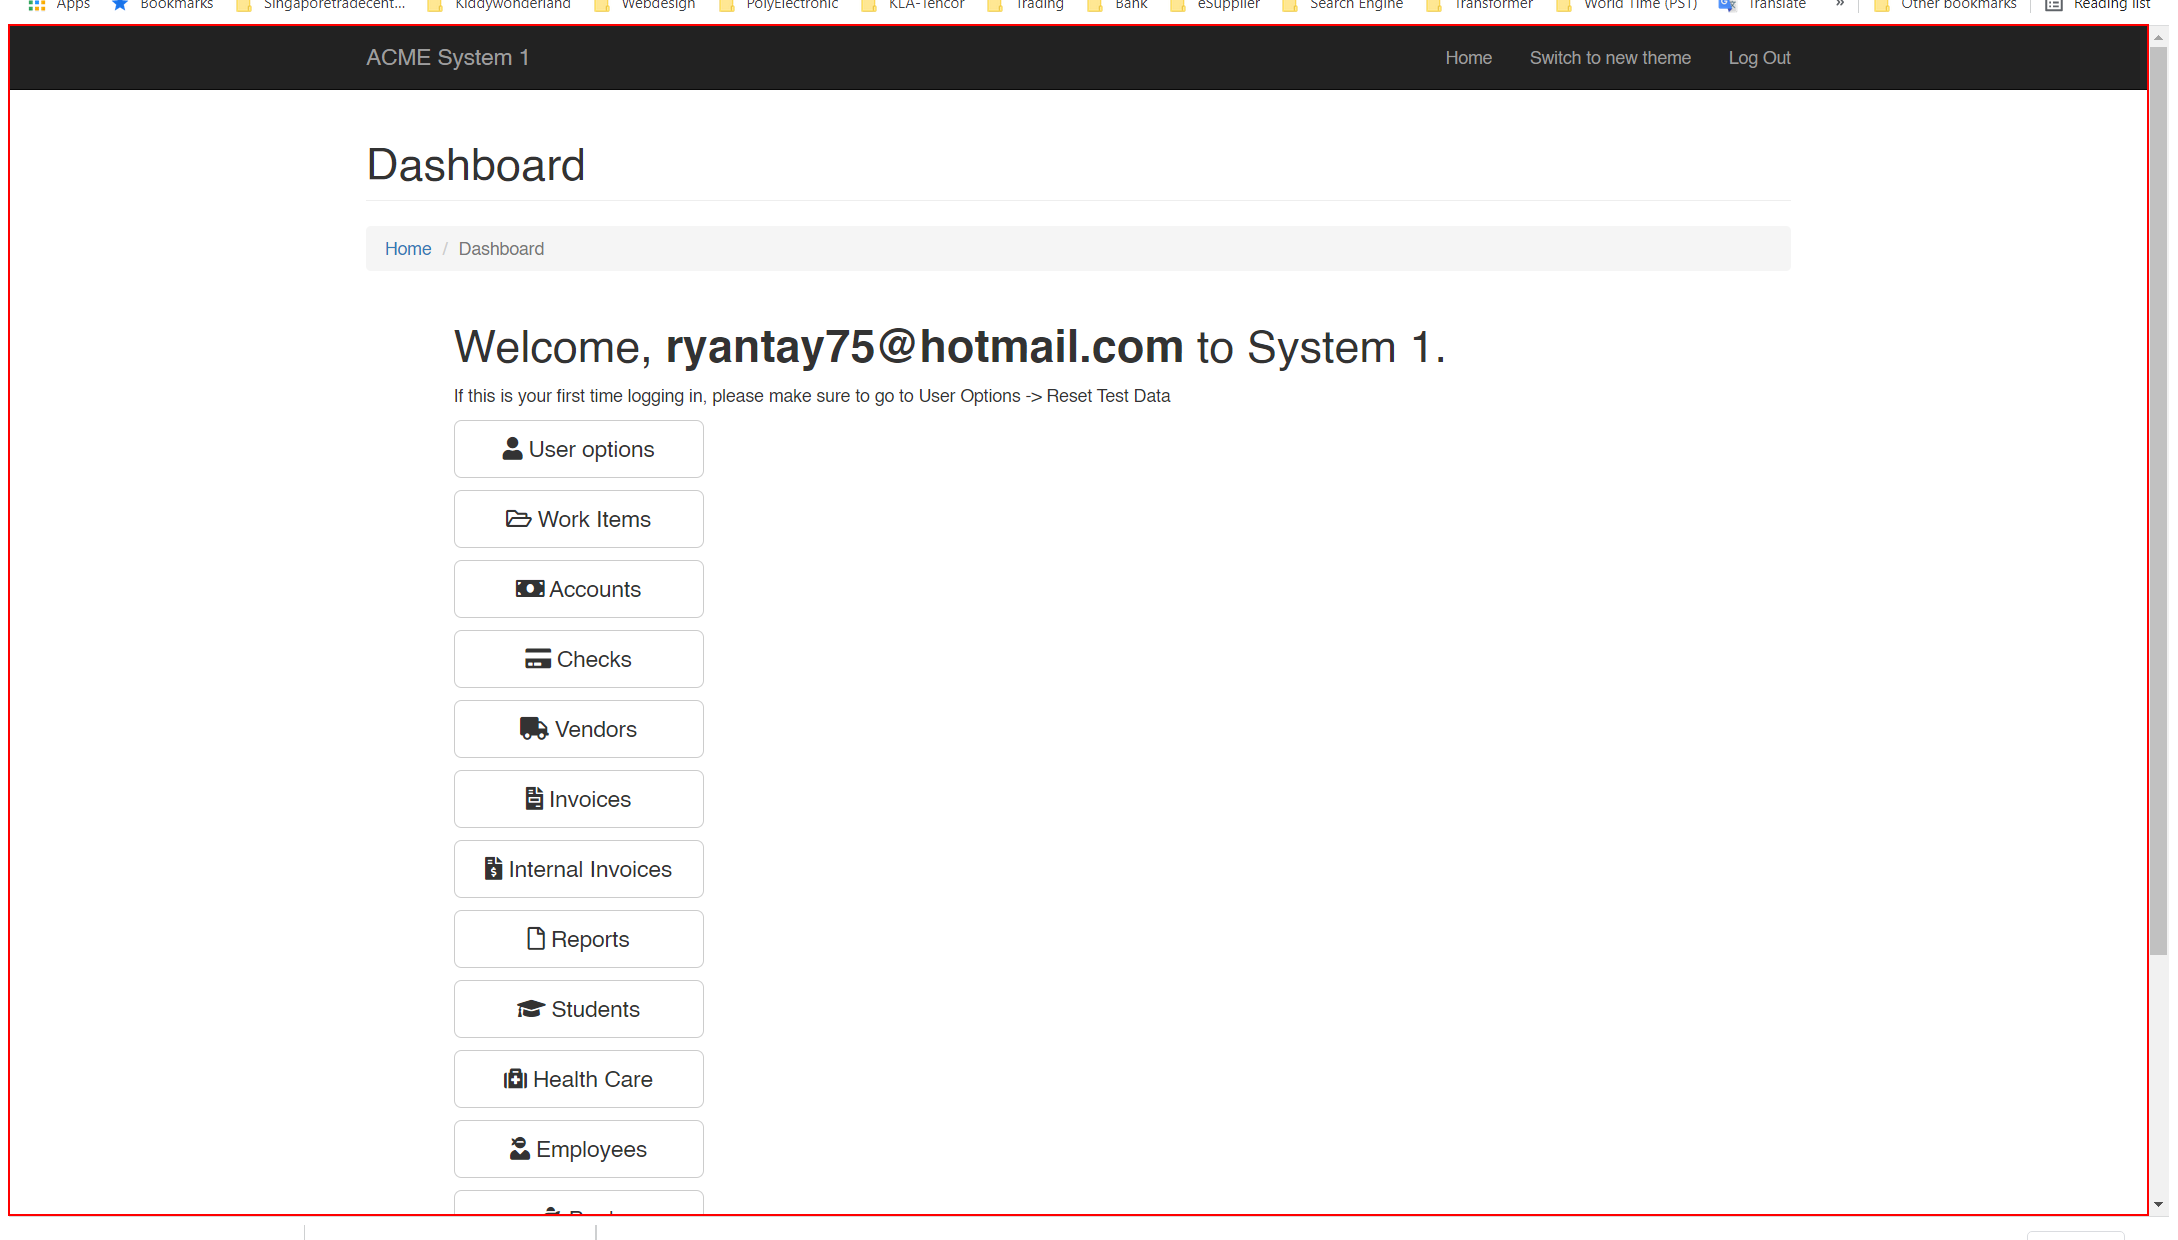 Apps Bookmarks Singaporetradecent... Kiddywonderland Webdesign PolyElectronic KLA-Tencor Trading Bank eSupplier Search Engine Transformer World Time (PST) Translate » Other bookmarks Reading list
ACME System 1 Home Switch to new theme Log Out
Dashboard
Home / Dashboard
Welcome, ryantay75@hotmail.com to System 1.
If this is your first time logging in, please make sure to go to User Options -> Reset Test Data
User options
Work Items
Accounts
Checks
Vendors
Invoices
Internal Invoices
Reports
Students
Health Care
Employees